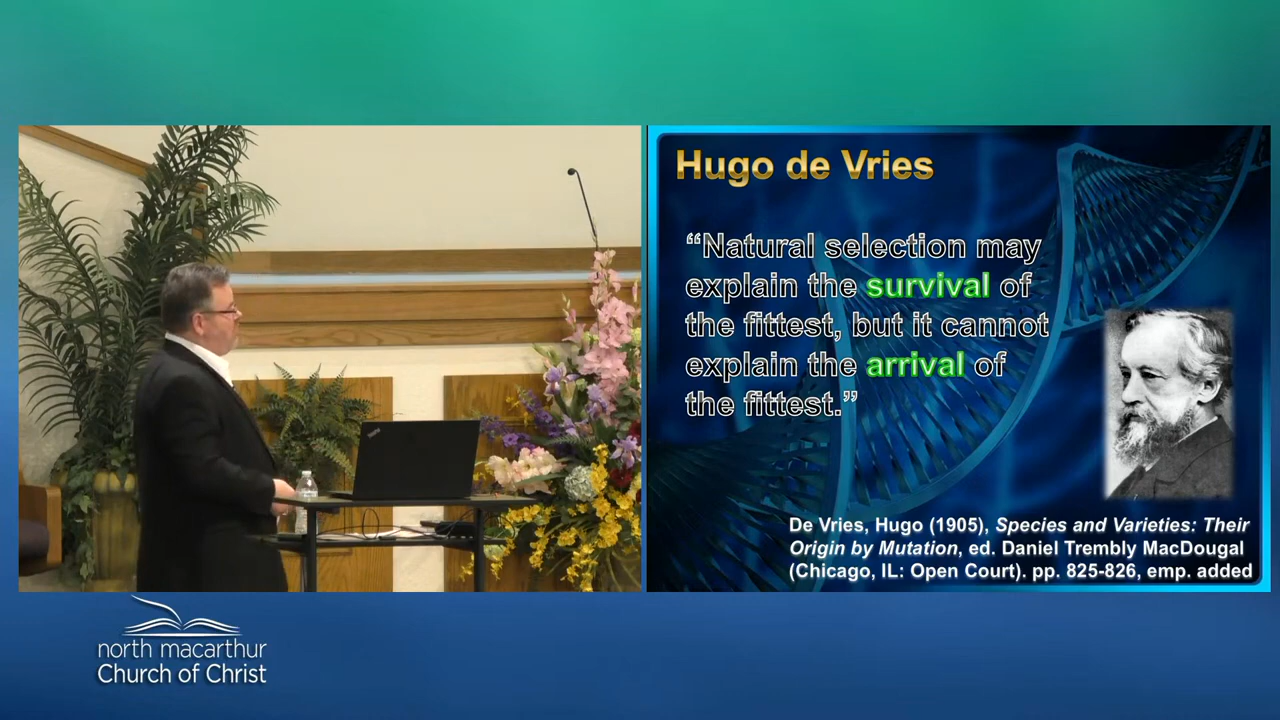 Hugo de Vries
“Natural selection may
explain the survival of
the fittest, but it cannot
explain the arrival of
the fittest.”
De Vries, Hugo (1905), Species and Varieties: Their
Origin by Mutation, ed. Daniel Trembly MacDougal
(Chicago, IL: Open Court). pp. 825-826, emp. added
north macarthur
Church of Christ